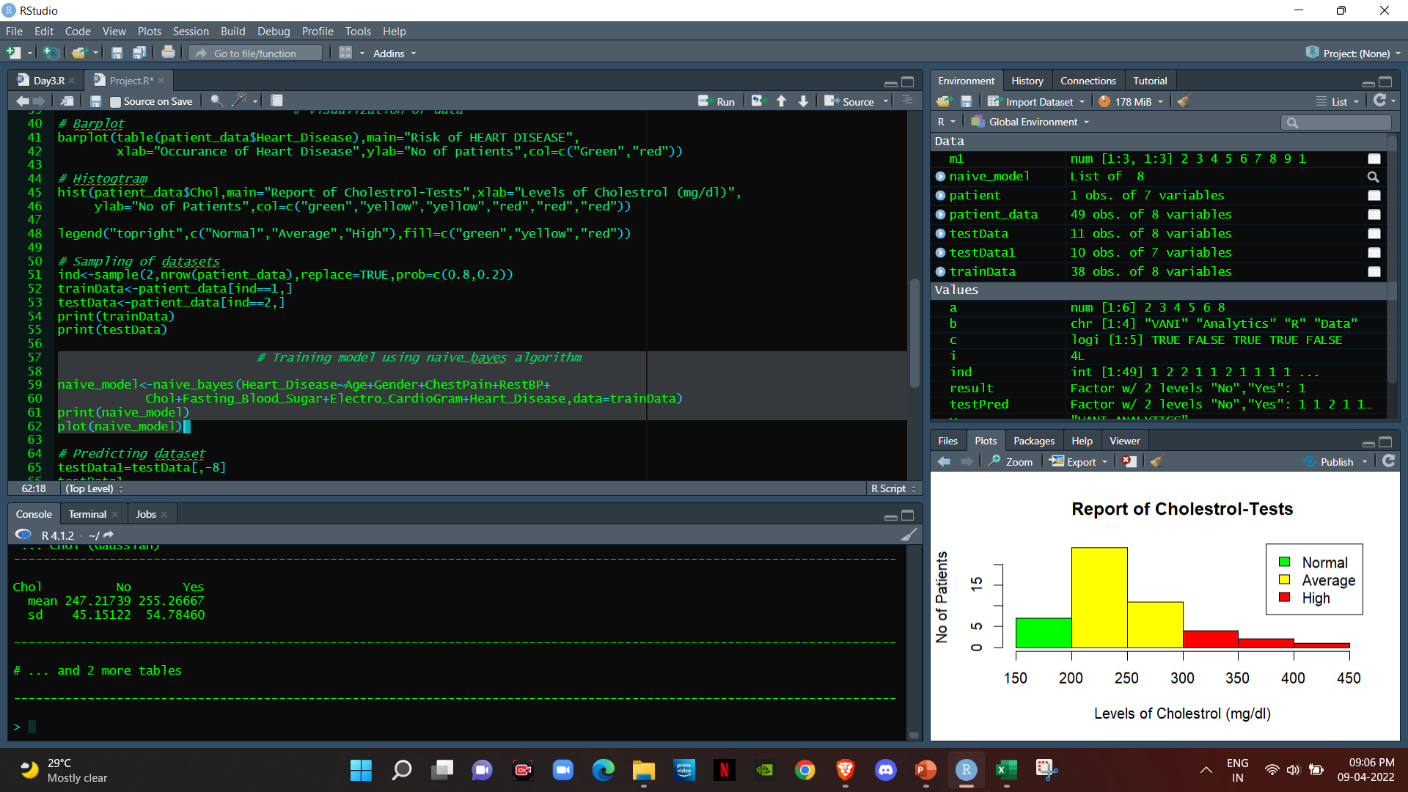 RStudio
File Edit Code View Plots Session Build Debug Profile Tools Help
Go to file/function Addins Project: (None)
Day3.R Project.R*
Source on Save Run Source
40 # Barplot
41 barplot(table(patient_data$Heart_Disease),main="Risk of HEART DISEASE",
42 xlab="Occurance of Heart Disease",ylab="No of patients",col=c("Green","red"))
43
44 # Histogtram
45 hist(patient_data$Chol,main="Report of Cholestrol-Tests",xlab="Levels of Cholestrol (mg/dl)",
46 ylab="No of Patients",col=c("green","yellow","yellow","red","red","red"))
47
48 legend("topright",c("Normal","Average","High"),fill=c("green","yellow","red"))
49
50 # Sampling of datasets
51 ind<-sample(2,nrow(patient_data),replace=TRUE,prob=c(0.8,0.2))
52 trainData<-patient_data[ind==1,]
53 testData<-patient_data[ind==2,]
54 print(trainData)
55 print(testData)
56
57 # Training model using naive_bayes algorithm
58
59 naive_model<-naive_bayes(Heart_Disease~Age+Gender+ChestPain+RestBP+
60 Chol+Fasting_Blood_Sugar+Electro_CardioGram+Heart_Disease,data=trainData)
61 print(naive_model)
62 plot(naive_model)
63
64 # Predicting dataset
65 testData1=testData[,-8]
62:18 (Top Level) R Script
Console Terminal Jobs
R 4.1.2 · ~/
... Chol (Gaussian)
Chol No Yes
mean 247.21739 255.26667
sd 45.15122 54.78460
# ... and 2 more tables
>
Environment History Connections Tutorial
Import Dataset 178 MiB List
R Global Environment
Data
m1 num [1:3, 1:3] 2 3 4 5 6 7 8 9 1
naive_model List of 8
patient 1 obs. of 7 variables
patient_data 49 obs. of 8 variables
testData 11 obs. of 8 variables
testData1 10 obs. of 7 variables
trainData 38 obs. of 8 variables
Values
a num [1:6] 2 3 4 5 6 8
b chr [1:4] "VANI" "Analytics" "R" "Data"
c logi [1:5] TRUE FALSE TRUE TRUE FALSE
i 4L
ind int [1:49] 1 2 2 1 1 2 1 1 1 1 ...
result Factor w/ 2 levels "No","Yes": 1
testPred Factor w/ 2 levels "No","Yes": 1 1 2 1 1…
Files Plots Packages Help Viewer
Zoom Export Publish
Report of Cholestrol-Tests
No of Patients
15
5
0
Normal
Average
High
150 200 250 300 350 400 450
Levels of Cholestrol (mg/dl)
29°C
Mostly clear
ENG
IN
09:06 PM
09-04-2022